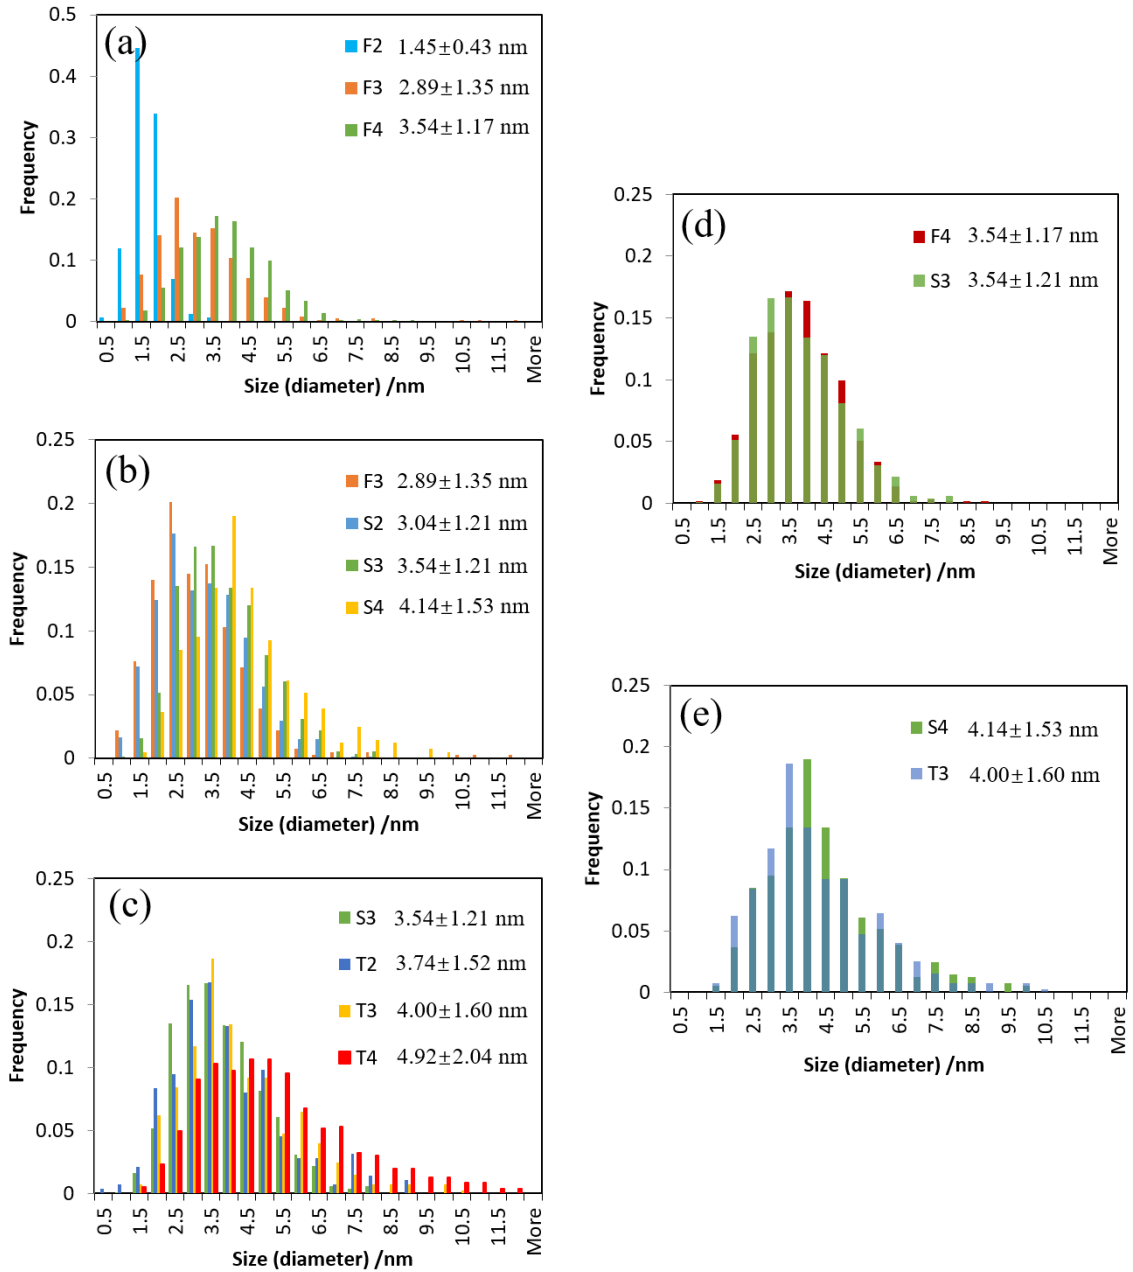 (a)
0.5
0.4
0.3
0.2
0.1
0
Frequency
F2 1.45±0.43 nm
F3 2.89±1.35 nm
F4 3.54±1.17 nm
0.5 1.5 2.5 3.5 4.5 5.5 6.5 7.5 8.5 9.5 10.5 11.5 More
Size (diameter) /nm
(b)
0.25
0.2
0.15
0.1
0.05
0
Frequency
F3 2.89±1.35 nm
S2 3.04±1.21 nm
S3 3.54±1.21 nm
S4 4.14±1.53 nm
0.5 1.5 2.5 3.5 4.5 5.5 6.5 7.5 8.5 9.5 10.5 11.5 More
Size (diameter) /nm
(c)
0.25
0.2
0.15
0.1
0.05
0
Frequency
S3 3.54±1.21 nm
T2 3.74±1.52 nm
T3 4.00±1.60 nm
T4 4.92±2.04 nm
0.5 1.5 2.5 3.5 4.5 5.5 6.5 7.5 8.5 9.5 10.5 11.5 More
Size (diameter) /nm
(d)
0.25
0.2
0.15
0.1
0.05
0
Frequency
F4 3.54±1.17 nm
S3 3.54±1.21 nm
0.5 1.5 2.5 3.5 4.5 5.5 6.5 7.5 8.5 9.5 10.5 11.5 More
Size (diameter) /nm
(e)
0.25
0.2
0.15
0.1
0.05
0
Frequency
S4 4.14±1.53 nm
T3 4.00±1.60 nm
0.5 1.5 2.5 3.5 4.5 5.5 6.5 7.5 8.5 9.5 10.5 11.5 More
Size (diameter) /nm